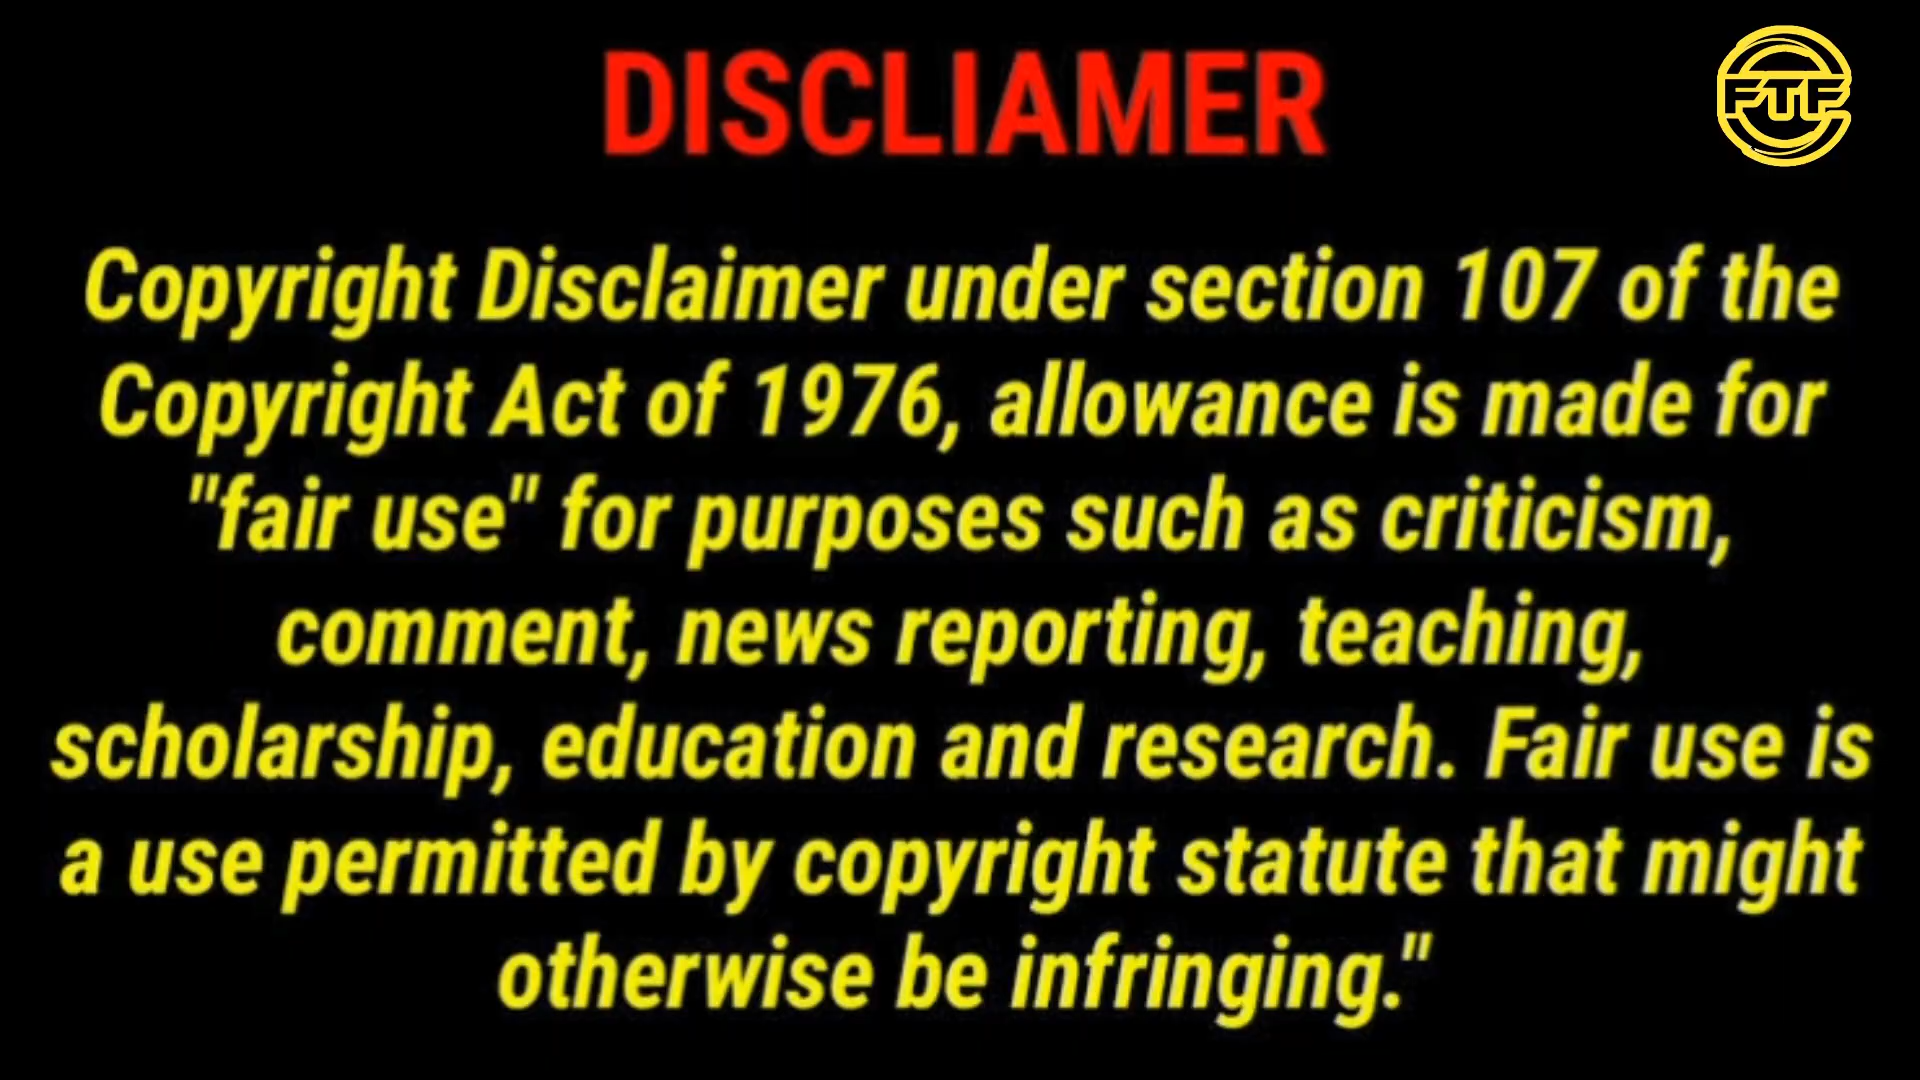 DISCLIAMER
FTF
Copyright Disclaimer under section 107 of the
Copyright Act of 1976, allowance is made for
"fair use" for purposes such as criticism,
comment, news reporting, teaching,
scholarship, education and research. Fair use is
a use permitted by copyright statute that might
otherwise be infringing."